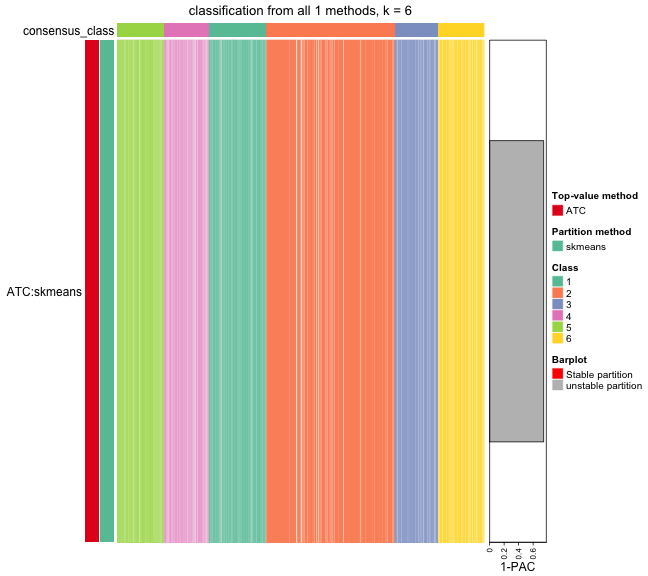 classification from all 1 methods, k = 6
consensus_class
ATC:skmeans
Top-value method
ATC
Partition method
skmeans
Class
1
2
3
4
5
6
Barplot
Stable partition
unstable partition
0
0.2
0.4
0.6
1-PAC